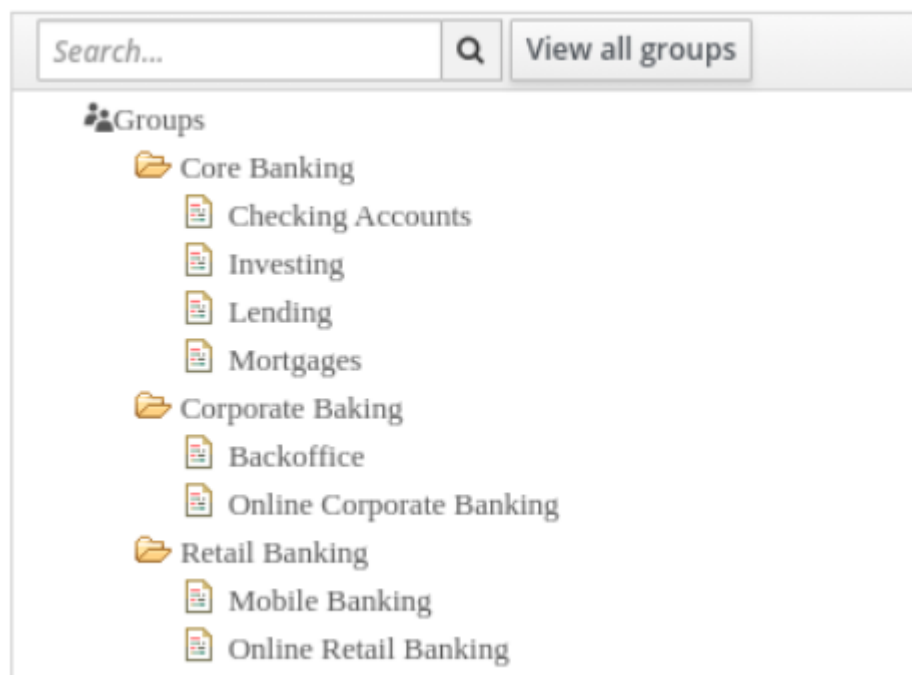 Search...
View all groups
Groups
Core Banking
Checking Accounts
Investing
Lending
Mortgages
Corporate Baking
Backoffice
Online Corporate Banking
Retail Banking
Mobile Banking
Online Retail Banking